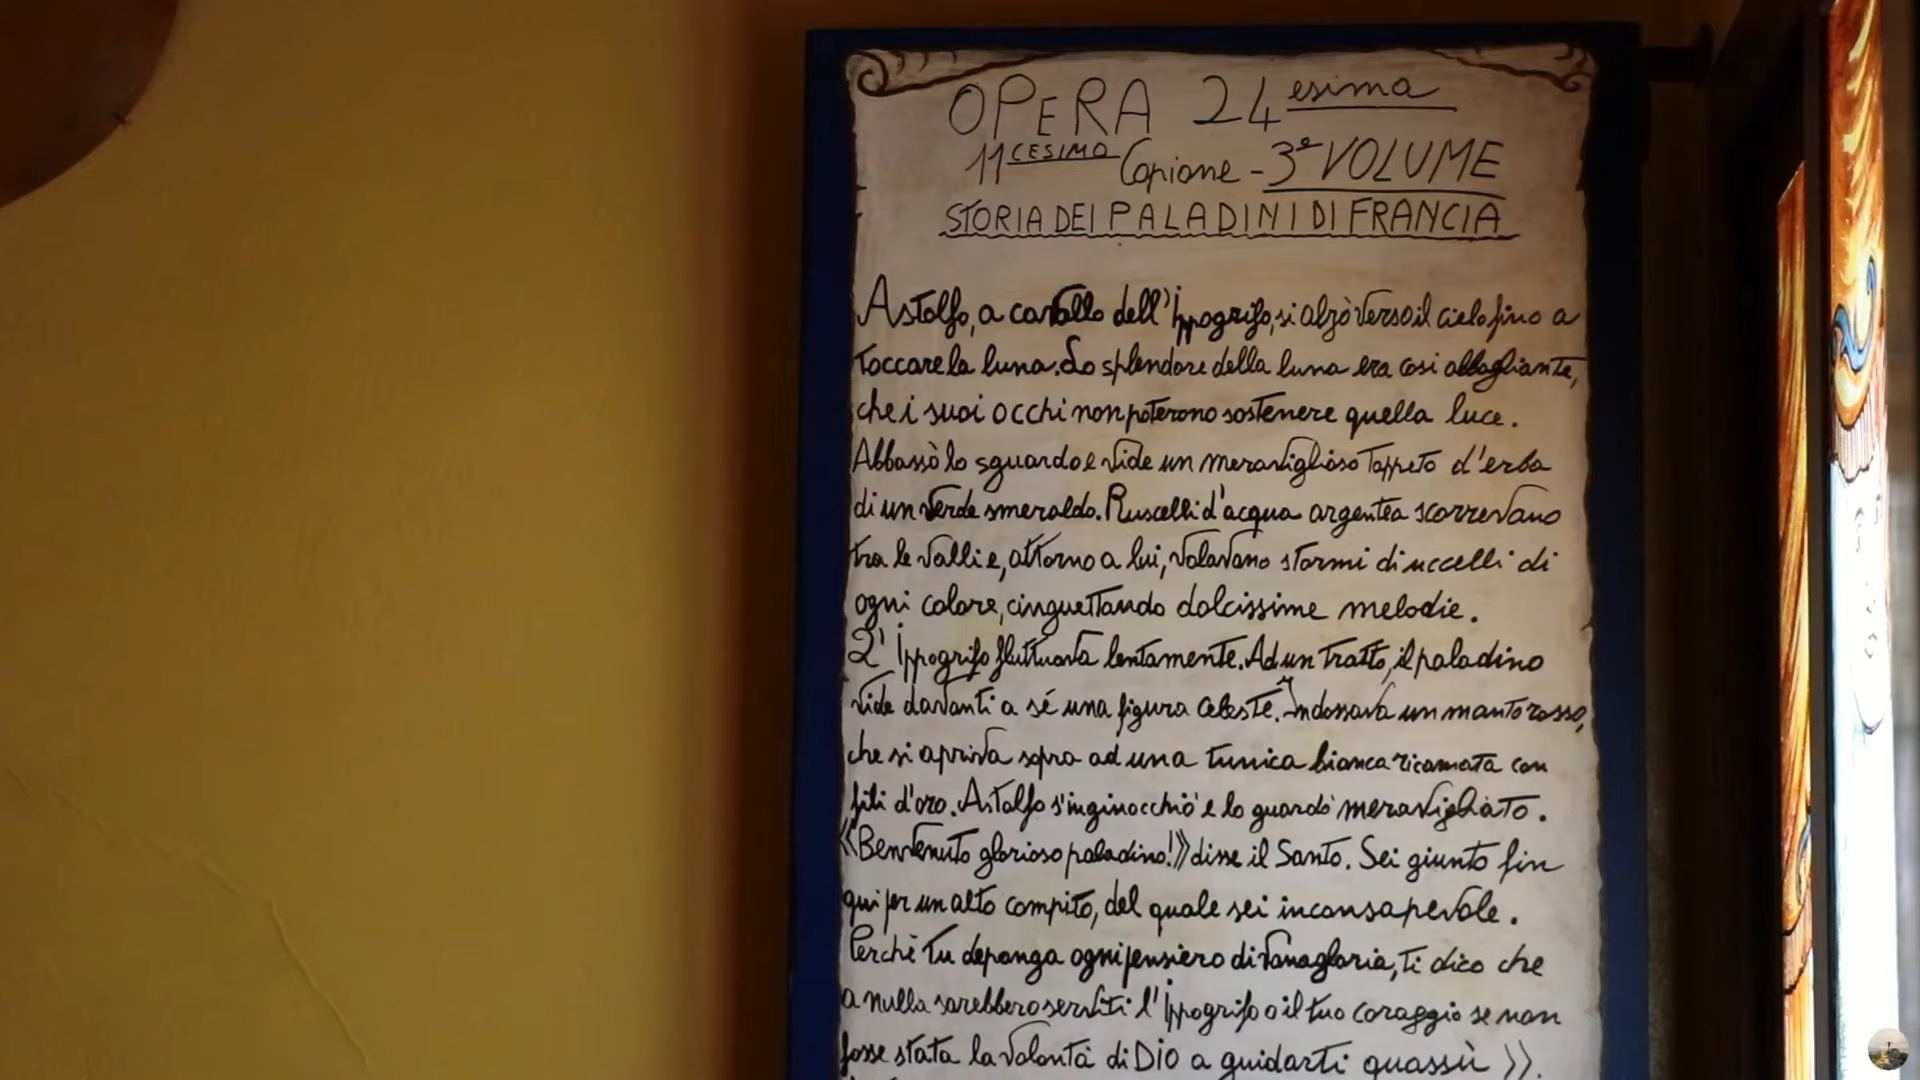 OPERA 24esima
11CESIMO Copione - 3° VOLUME
STORIA DEI PALADINI DI FRANCIA
Astolfo, a cavallo dell'Ippogrifo, si alzò verso il cielo fino a
toccare la luna. Lo splendore della luna era così abbagliante,
che i suoi occhi non poterono sostenere quella luce.
Abbassò lo sguardo e vide un meraviglioso tappeto d'erba
di un verde smeraldo. Ruscelli d'acqua argentea scorrevano
tra le valli e, attorno a lui, volavano stormi di uccelli di
ogni colore, cinguettando dolcissime melodie.
L'Ippogrifo fluttuava lentamente. Ad un tratto, il paladino
vide davanti a sé una figura celeste. Indossava un manto rosso,
che si apriva sopra ad una tunica bianca ricamata con
fili d'oro. Astolfo s'inginocchiò e lo guardò meravigliato.
«Benvenuto glorioso paladino!» disse il Santo. Sei giunto fin
qui per un alto compito, del quale sei inconsapevole.
Perchè tu deponga ogni pensiero di vanagloria, ti dico che
a nulla sarebbero serviti l'Ippogrifo o il tuo coraggio se non
fosse stata la volontà di DIO a guidarti quassù».